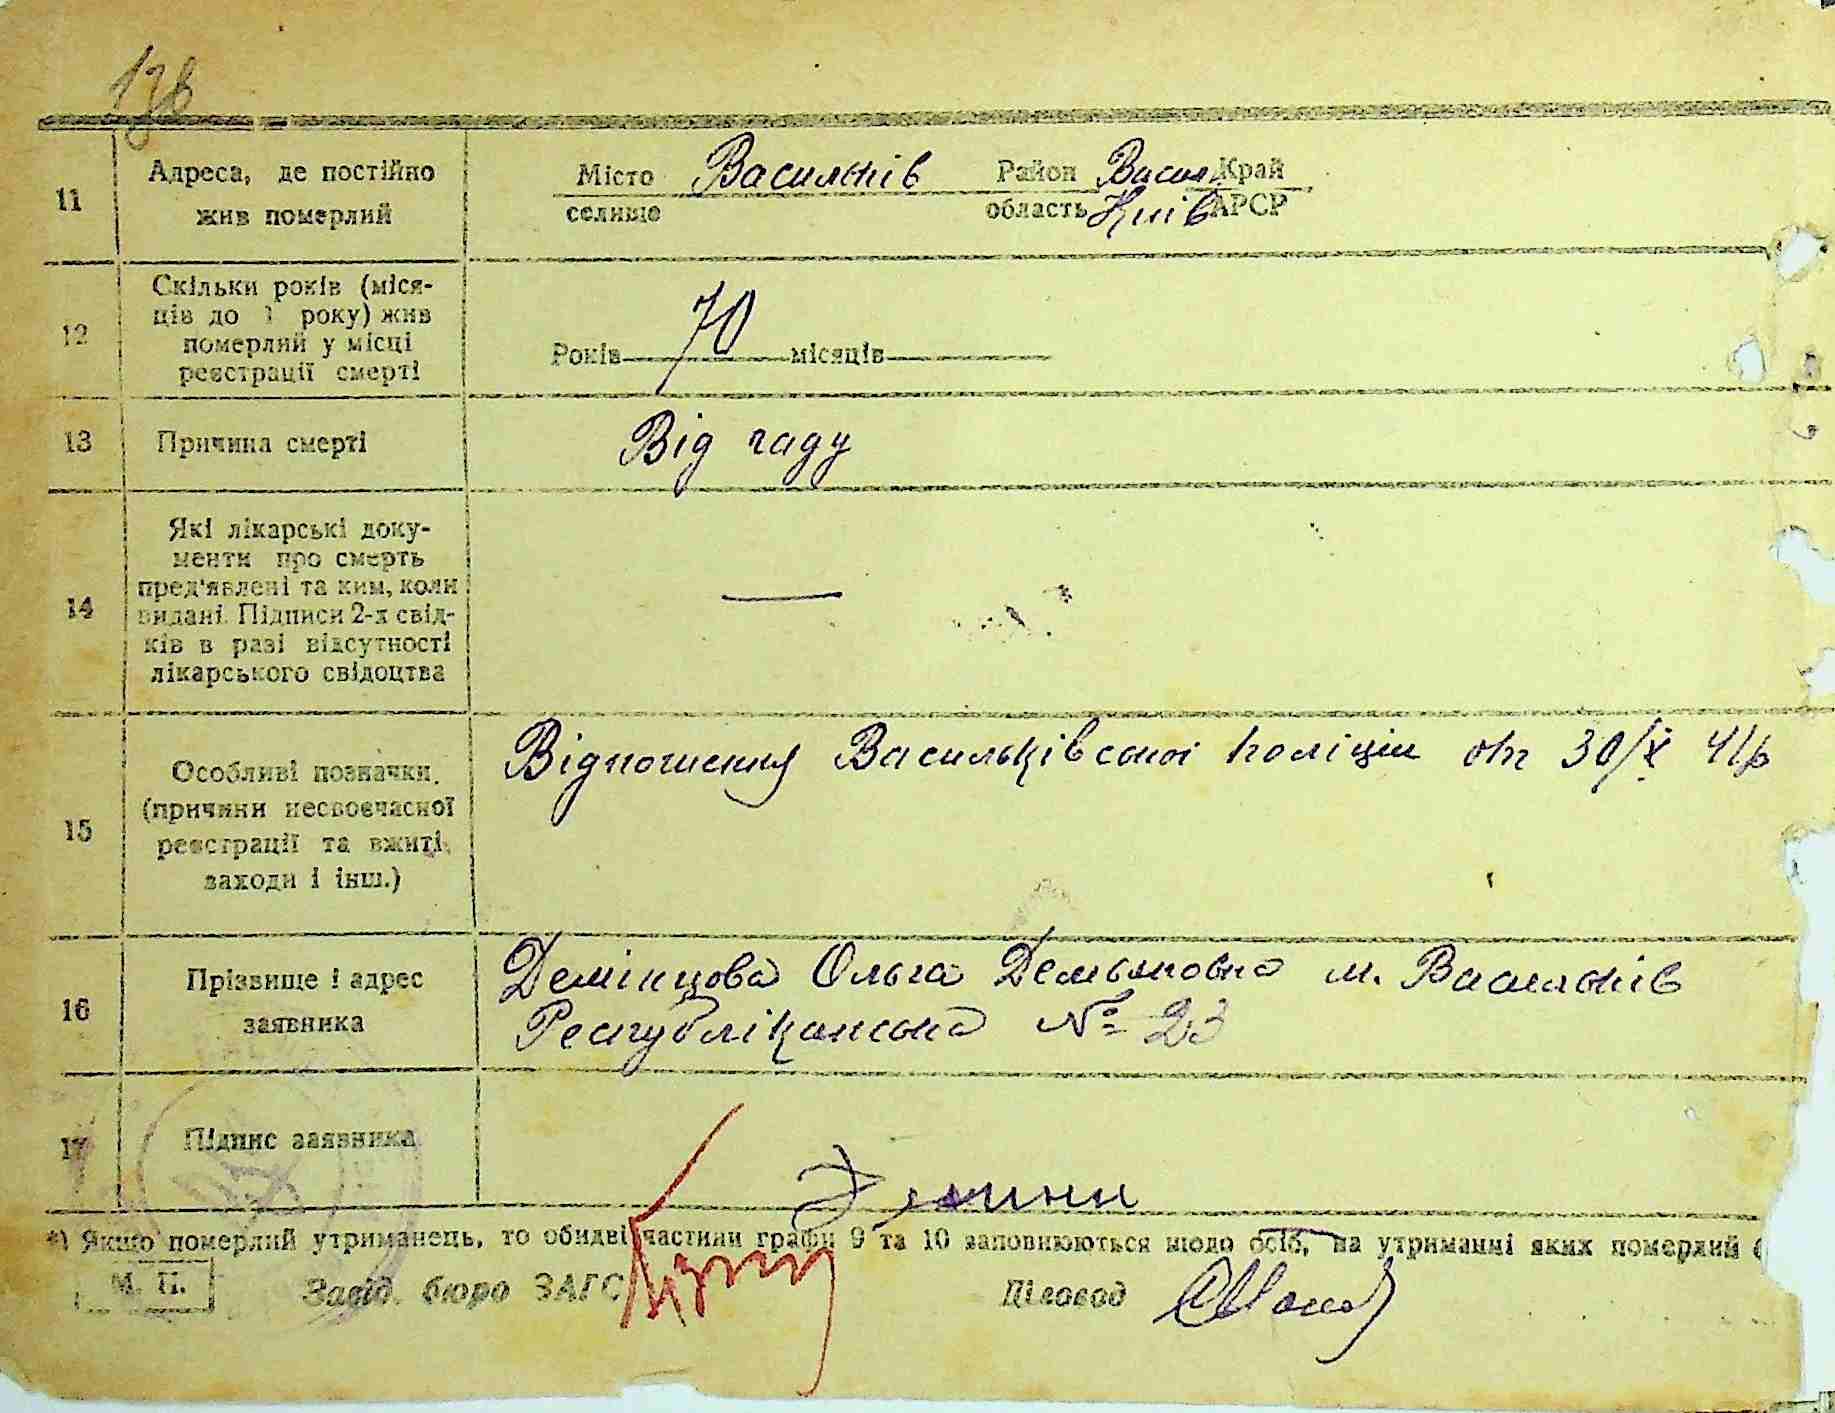 138
11 Адреса, де постійно Місто Васильків Район Васил. Край
жив померлий селище область Київ АРСР
Скільки років (міся-
12 ців до 1 року) жив
померлий у місці Років 70 місяців
реєстрації смерті
13 Причина смерті Від гаду
Які лікарські доку-
менти про смерть
пред'явлені та ким, коли
14 видані. Підписи 2-х свід- —
ків в разі відсутності
лікарського свідоцтва
Відношення Васильківської поліції от 30/X 41р
Особливі позначки.
(причини несвоєчасної
15 реєстрації та вжиті
заходи і інш.)
Прізвище і адрес Демінцова Ольга Демьяновна м. Васильків
16 заявника Республіканська № 23
17 Підпис заявника
*) Якщо померлий утриманець, то обидві частини графи 9 та 10 заповнюються щодо осіб, на утриманні яких померлий
М. П. Завід. бюро ЗАГС Діловод